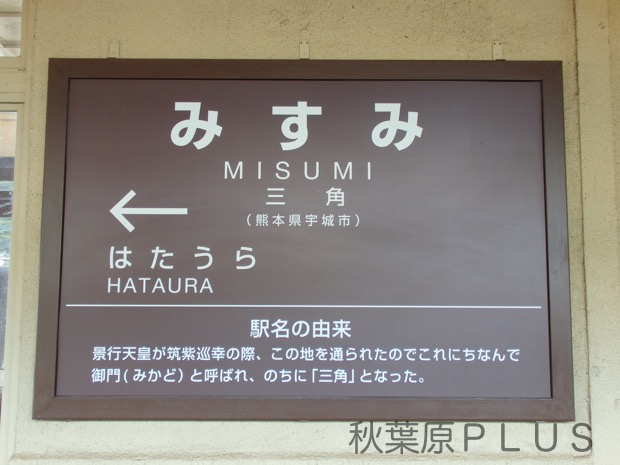 みすみ
MISUMI
三角
（熊本県宇城市）
←
はたうら
HATAURA
駅名の由来
景行天皇が筑紫巡幸の際、この地を通られたのでこれにちなんで
御門（みかど）と呼ばれ、のちに「三角」となった。
秋葉原ＰＬＵＳ